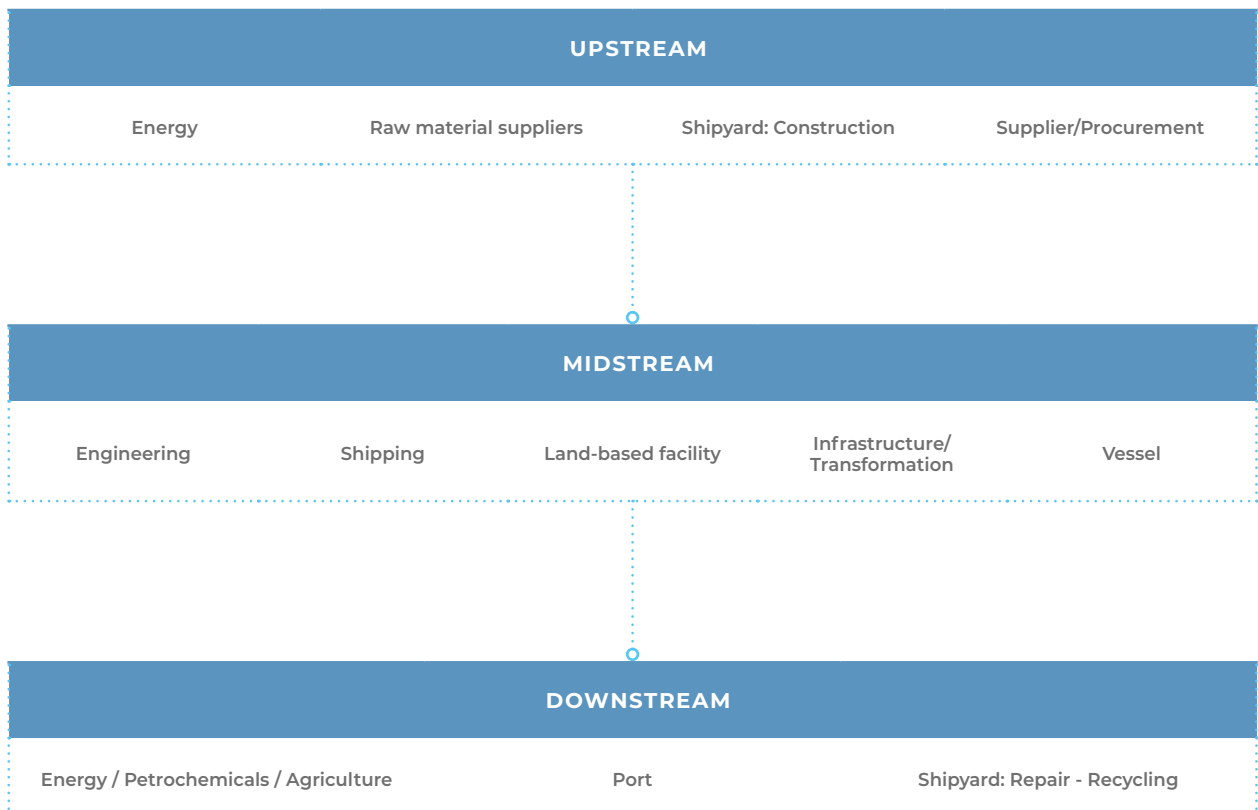 UPSTREAM
Energy
Raw material suppliers
Shipyard: Construction
Supplier/Procurement
MIDSTREAM
Engineering
Shipping
Land-based facility
Infrastructure/
Transformation
Vessel
DOWNSTREAM
Energy / Petrochemicals / Agriculture
Port
Shipyard: Repair - Recycling